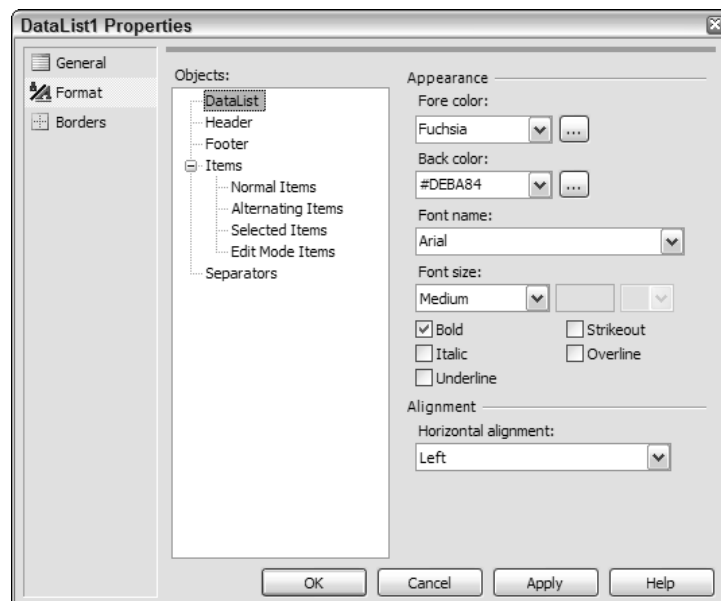 DataList1 Properties
General
Format
Borders
Objects:
DataList
Header
Footer
Items
Normal Items
Alternating Items
Selected Items
Edit Mode Items
Separators
Appearance
Fore color:
Fuchsia
...
Back color:
#DEBA84
...
Font name:
Arial
Font size:
Medium
Bold
Strikeout
Italic
Overline
Underline
Alignment
Horizontal alignment:
Left
OK
Cancel
Apply
Help